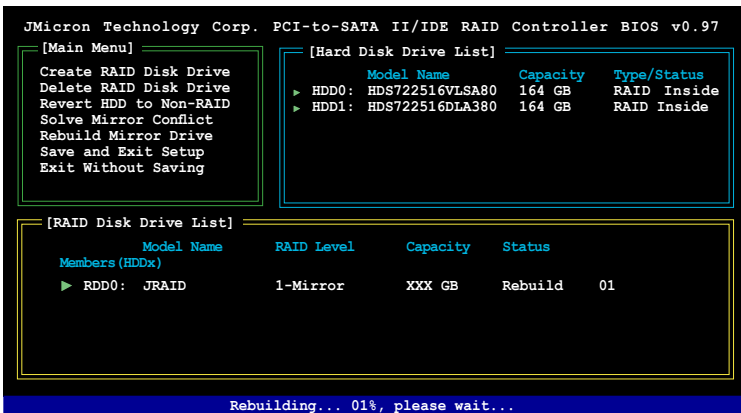 JMicron Technology Corp. PCI-to-SATA II/IDE RAID Controller BIOS v0.97
[Main Menu]
Create RAID Disk Drive
Delete RAID Disk Drive
Revert HDD to Non-RAID
Solve Mirror Conflict
Rebuild Mirror Drive
Save and Exit Setup
Exit Without Saving
[Hard Disk Drive List]
Model Name Capacity Type/Status
HDD0: HDS722516VLSA80 164 GB RAID Inside
HDD1: HDS722516DLA380 164 GB RAID Inside
[RAID Disk Drive List]
Model Name RAID Level Capacity Status
Members(HDDx)
RDD0: JRAID 1-Mirror XXX GB Rebuild 01
Rebuilding... 01%, please wait...